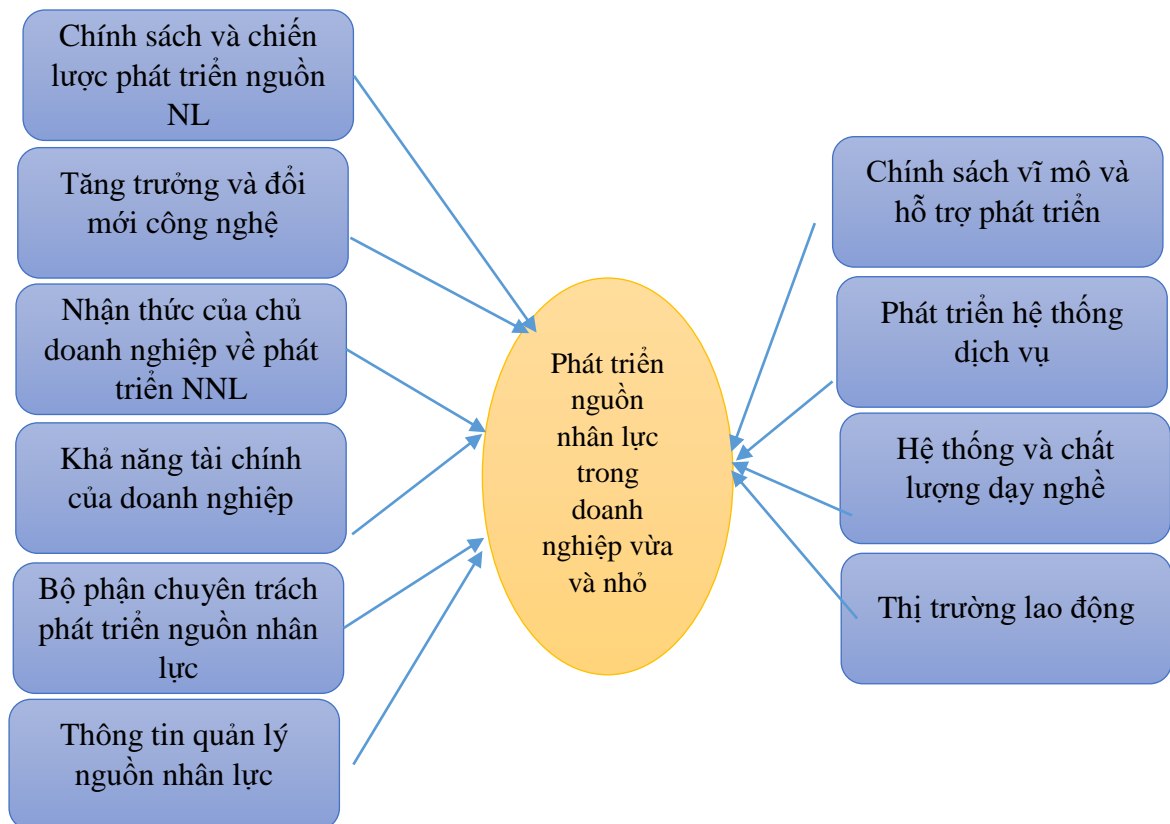 Chính sách và chiến
lược phát triển nguồn
NL
Tăng trưởng và đổi
mới công nghệ
Nhận thức của chủ
doanh nghiệp về phát
triển NNL
Khả năng tài chính
của doanh nghiệp
Bộ phận chuyên trách
phát triển nguồn nhân
lực
Thông tin quản lý
nguồn nhân lực
Phát triển
nguồn
nhân lực
trong
doanh
nghiệp vừa
và nhỏ
Chính sách vĩ mô và
hỗ trợ phát triển
Phát triển hệ thống
dịch vụ
Hệ thống và chất
lượng dạy nghề
Thị trường lao động